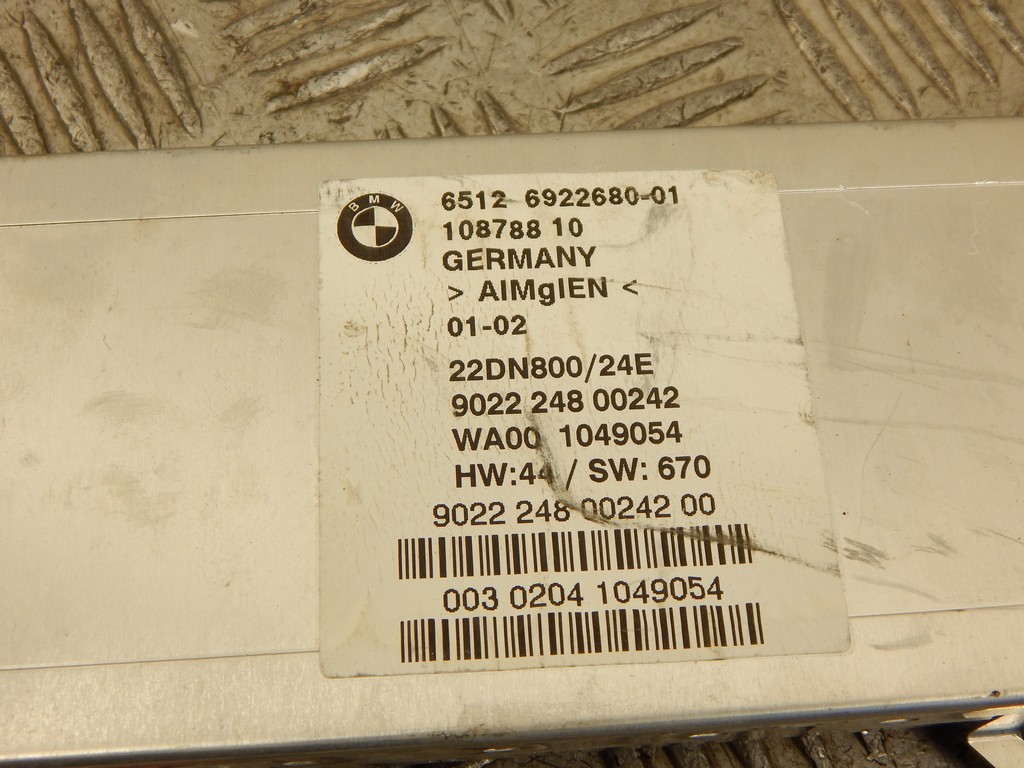 BMW
6512 6922680-01
108788 10
GERMANY
> AlMgIEN <
01-02
22DN800/24E
9022 248 00242
WA00 1049054
HW:44 / SW: 670
9022 248 00242 00
003 0204 1049054